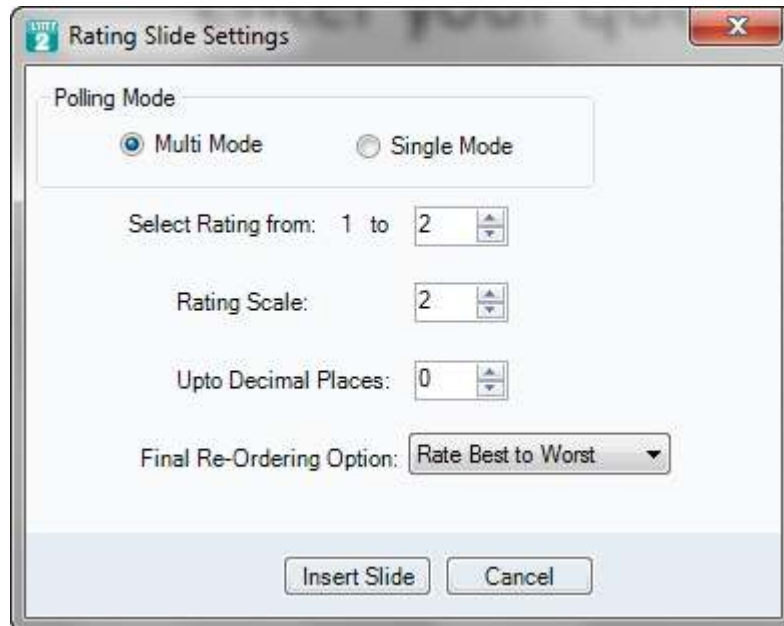 Rating Slide Settings
Polling Mode
Multi Mode Single Mode
Select Rating from: 1 to 2
Rating Scale: 2
Upto Decimal Places: 0
Final Re-Ordering Option: Rate Best to Worst
Insert Slide Cancel